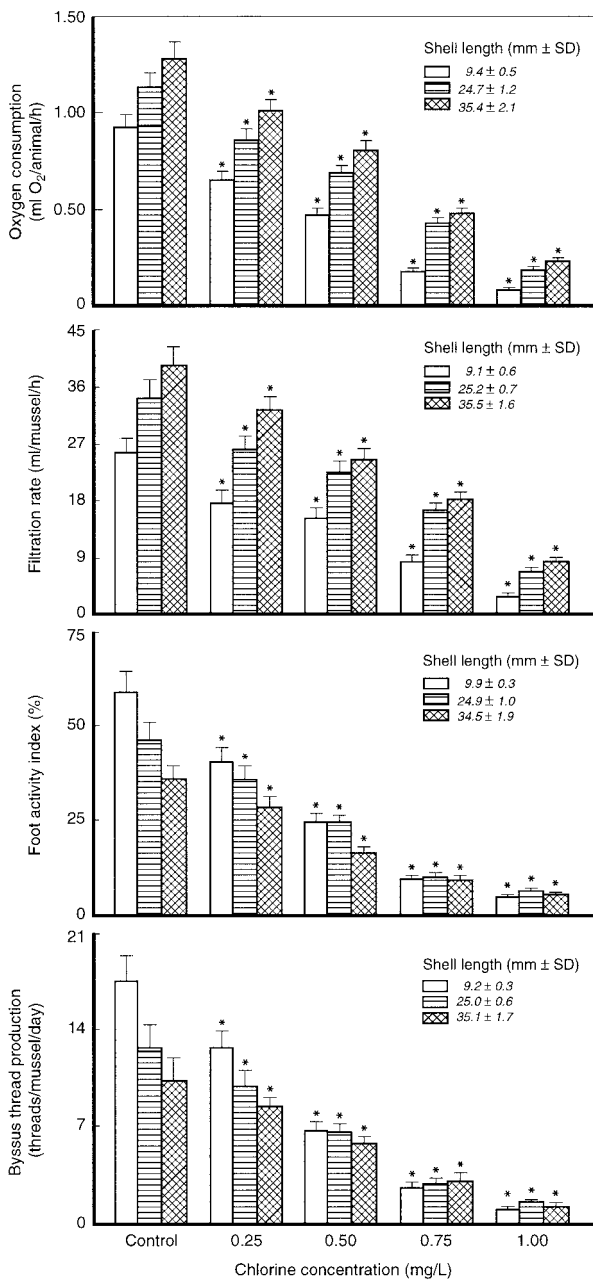 Oxygen consumption
(ml O₂/animal/h)
1.50
1.00
0.50
0
Shell length (mm ± SD)
9.4 ± 0.5
24.7 ± 1.2
35.4 ± 2.1
* * *
* * *
* * *
* * *
Filtration rate (ml/mussel/h)
45
36
27
18
9
0
Shell length (mm ± SD)
9.1 ± 0.6
25.2 ± 0.7
35.5 ± 1.6
* * *
* * *
* * *
* * *
Foot activity index (%)
75
50
25
0
Shell length (mm ± SD)
9.9 ± 0.3
24.9 ± 1.0
34.5 ± 1.9
* * *
* * *
* * *
* * *
Byssus thread production
(threads/mussel/day)
21
14
7
0
Shell length (mm ± SD)
9.2 ± 0.3
25.0 ± 0.6
35.1 ± 1.7
* * *
* * *
* * *
* * *
Control 0.25 0.50 0.75 1.00
Chlorine concentration (mg/L)